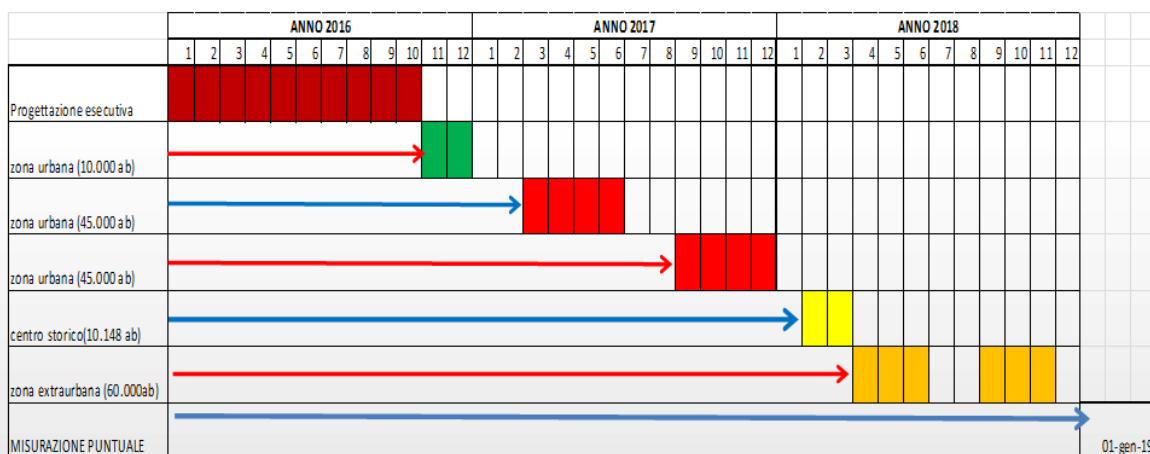 ANNO 2016 ANNO 2017 ANNO 2018
1 2 3 4 5 6 7 8 9 10 11 12 1 2 3 4 5 6 7 8 9 10 11 12 1 2 3 4 5 6 7 8 9 10 11 12
Progettazione esecutiva
zona urbana (10.000 ab)
zona urbana (45.000 ab)
zona urbana (45.000 ab)
centro storico(10.148 ab)
zona extraurbana (60.000ab)
MISURAZIONE PUNTUALE 01-gen-19